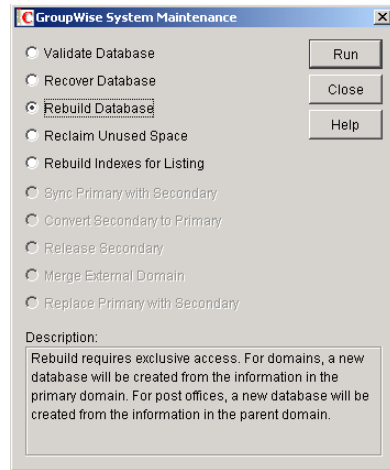 GroupWise System Maintenance
Validate Database
Run
Recover Database
Close
Rebuild Database
Help
Reclaim Unused Space
Rebuild Indexes for Listing
Sync Primary with Secondary
Convert Secondary to Primary
Release Secondary
Merge External Domain
Replace Primary with Secondary
Description:
Rebuild requires exclusive access. For domains, a new
database will be created from the information in the
primary domain. For post offices, a new database will be
created from the information in the parent domain.